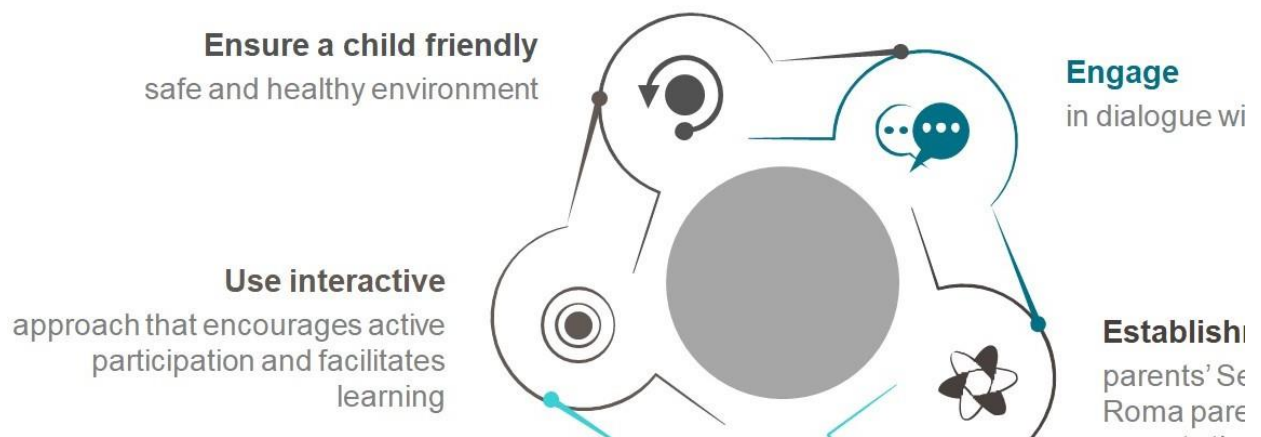 Ensure a child friendly
safe and healthy environment
Engage
in dialogue
Use interactive
approach that encourages active
participation and facilitates
learning
parents’
Roma